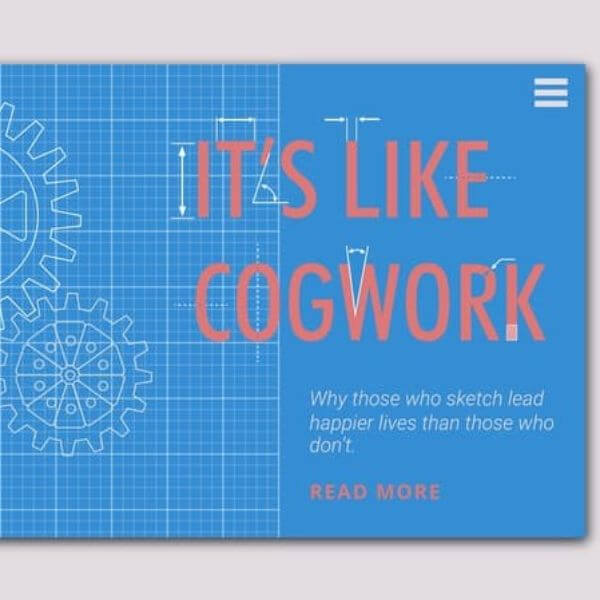 IT'S LIKE
COGWORK
Why those who sketch lead
happier lives than those who
don't.
READ MORE